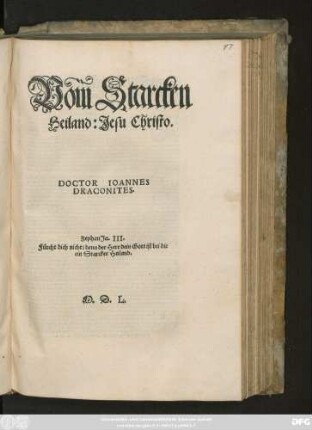 Vom Starcken
Heiland: Jesu Christo.
DOCTOR IOANNES
DRACONITES.
III.
Fürcht dich nicht: denn der Herr dein Gott ist bei dir
ein Starcker Heiland.
M. D. L.
DFG